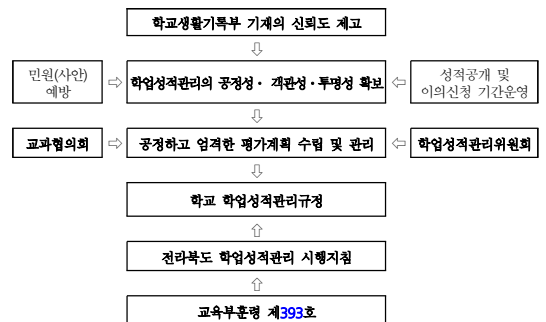 학교생활기록부 기재의 신뢰도 제고
⇩
민원(사안)
예방
⇨
학업성적관리의 공정성· 객관성·투명성 확보
⇦
성적공개 및
이의신청 기간운영
⇩
교과협의회
⇨
공정하고 엄격한 평가계획 수립 및 관리
⇦
학업성적관리위원회
⇩
학교 학업성적관리규정
⇧
전라북도 학업성적관리 시행지침
⇧
교육부훈령 제393호